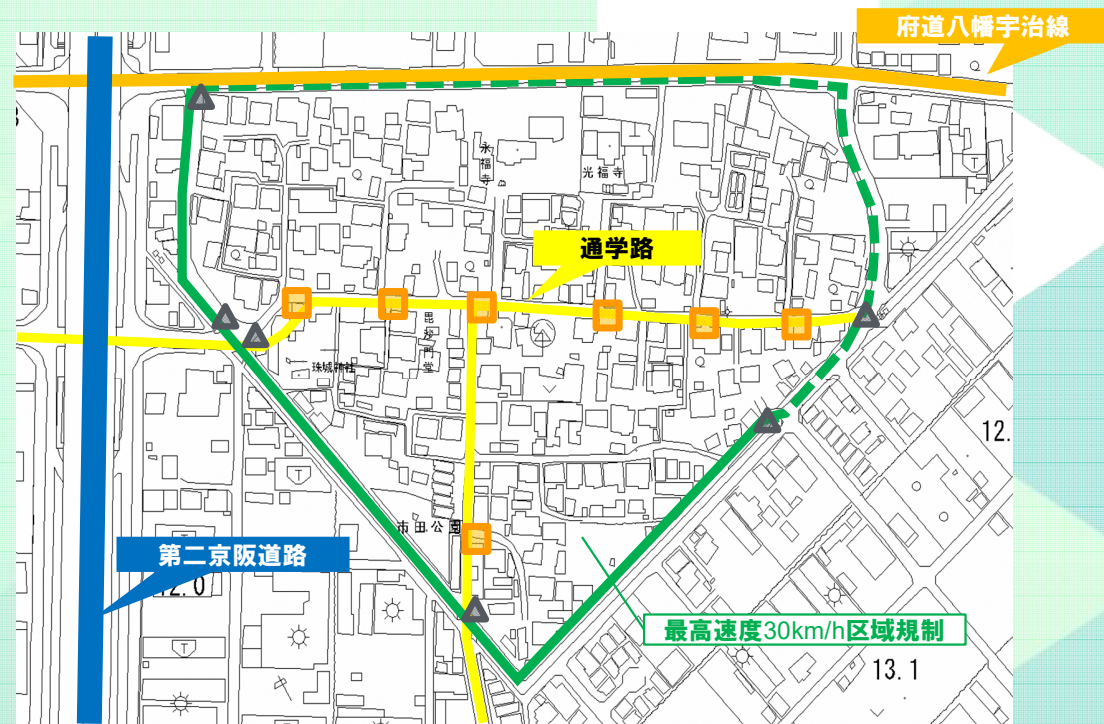 府道八幡宇治線
永福寺
光福寺
通学路
毘沙門堂
珠城神社
市田公園
第二京阪道路
12.0
最高速度30km/h区域規制
12.
13.1